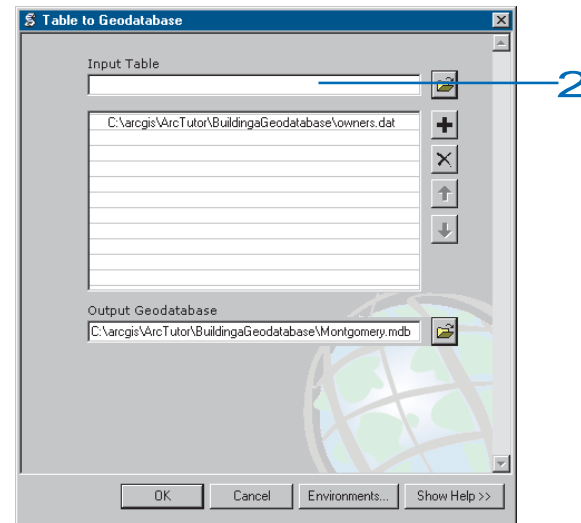 Table to Geodatabase
Input Table
2
C:\arcgis\ArcTutor\BuildingaGeodatabase\owners.dat
Output Geodatabase
C:\arcgis\ArcTutor\BuildingaGeodatabase\Montgomery.mdb
OK
Cancel
Environments...
Show Help >>